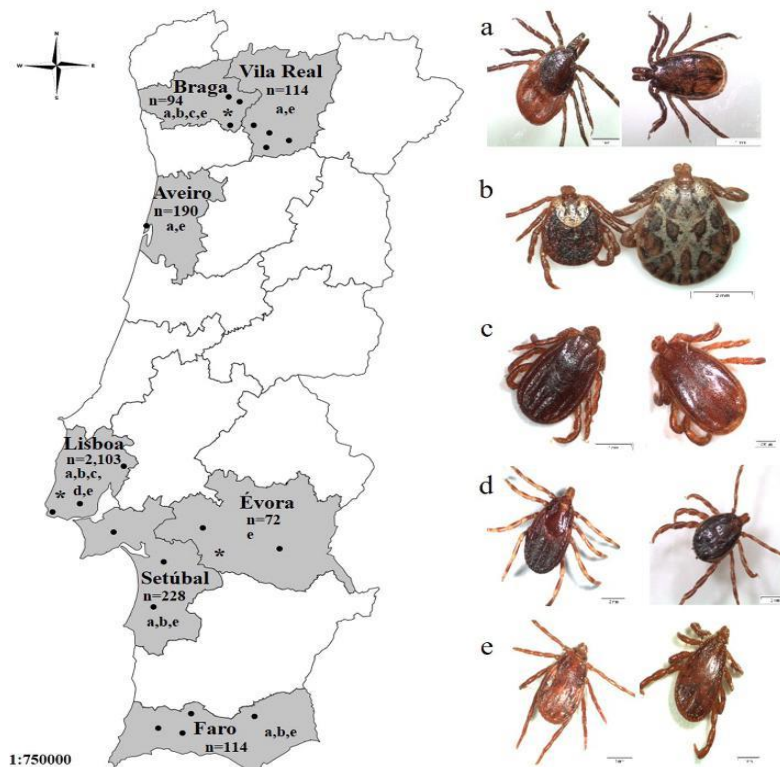 N
W E
S
Braga
n=94
a,b,c,e
*
Vila Real
n=114
a,e
Aveiro
n=190
a,e
Lisboa
n=2,103
a,b,c,
d,e
*
Évora
n=72
e
*
Setúbal
n=228
a,b,e
Faro
n=114
a,b,e
1:750000
a
b
2 mm
c
d
e